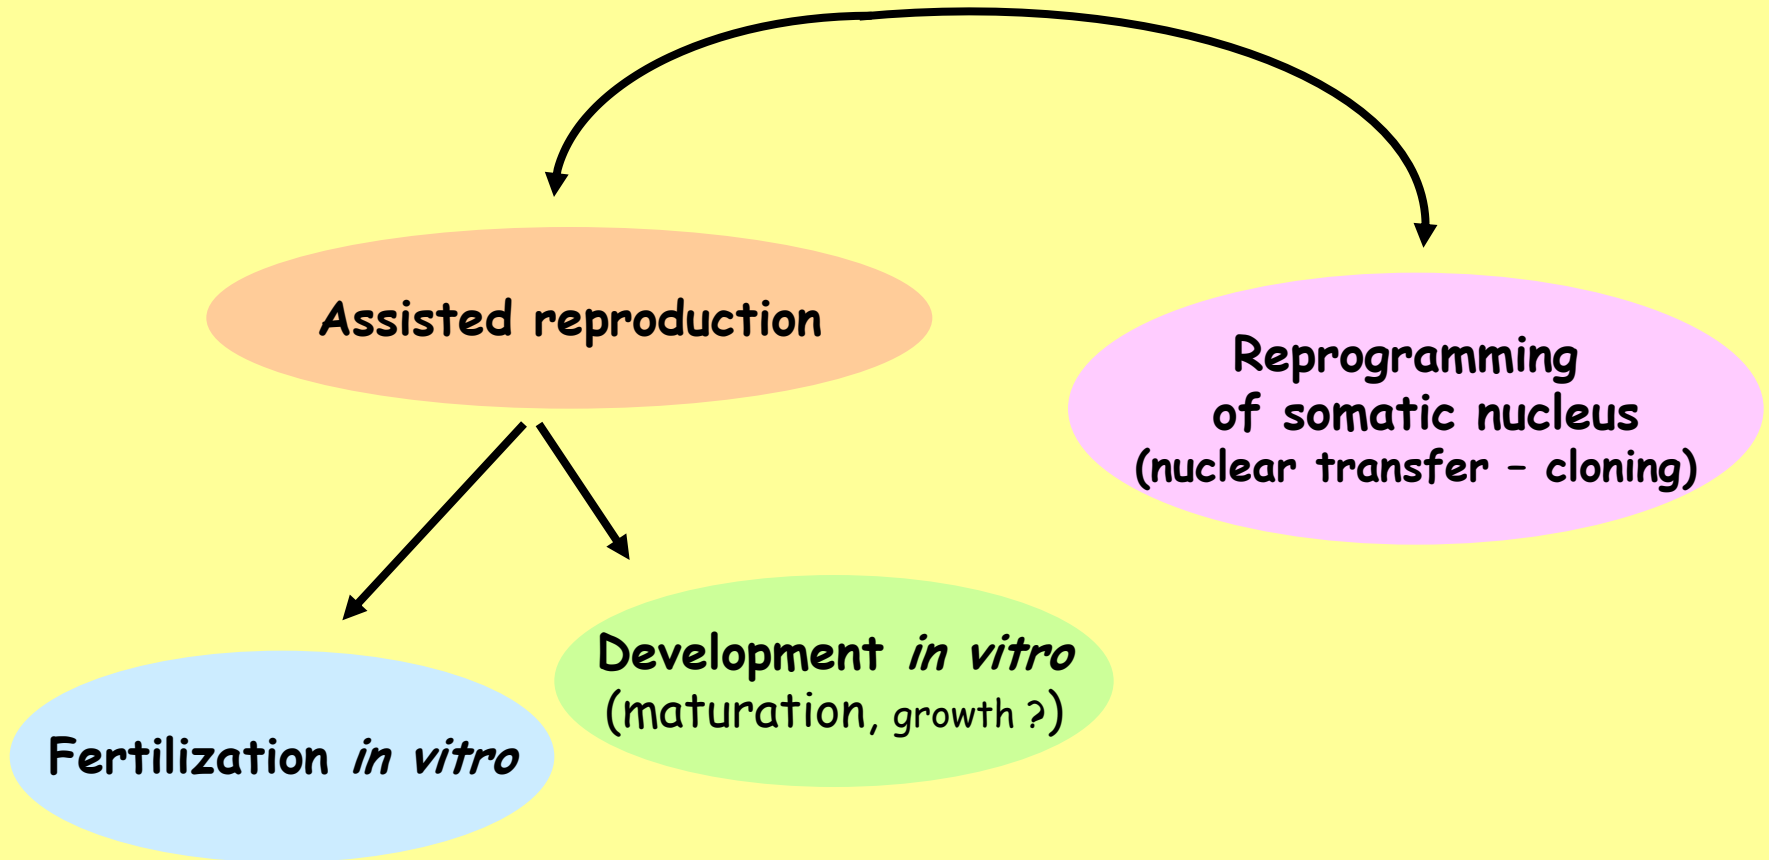 Assisted reproduction
Reprogramming
of somatic nucleus
(nuclear transfer – cloning)
Development in vitro
(maturation, growth ?)
Fertilization in vitro